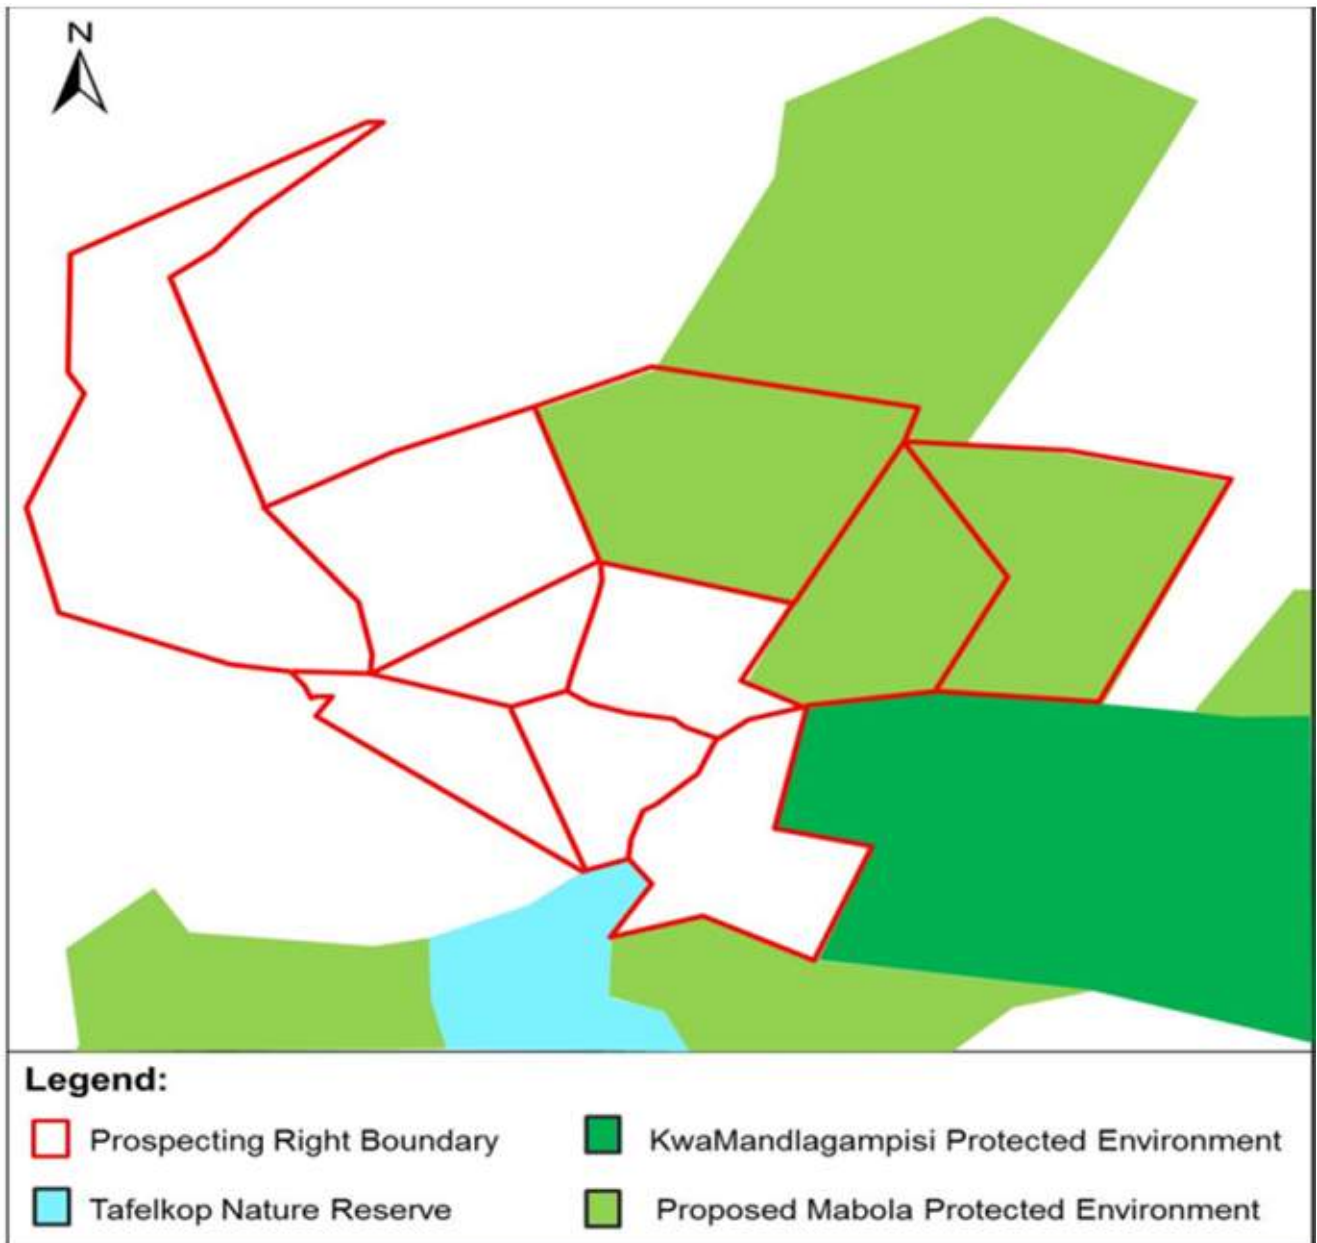 N
Legend:
Prospecting Right Boundary
KwaMandlagampisi Protected Environment
Tafelkop Nature Reserve
Proposed Mabola Protected Environment